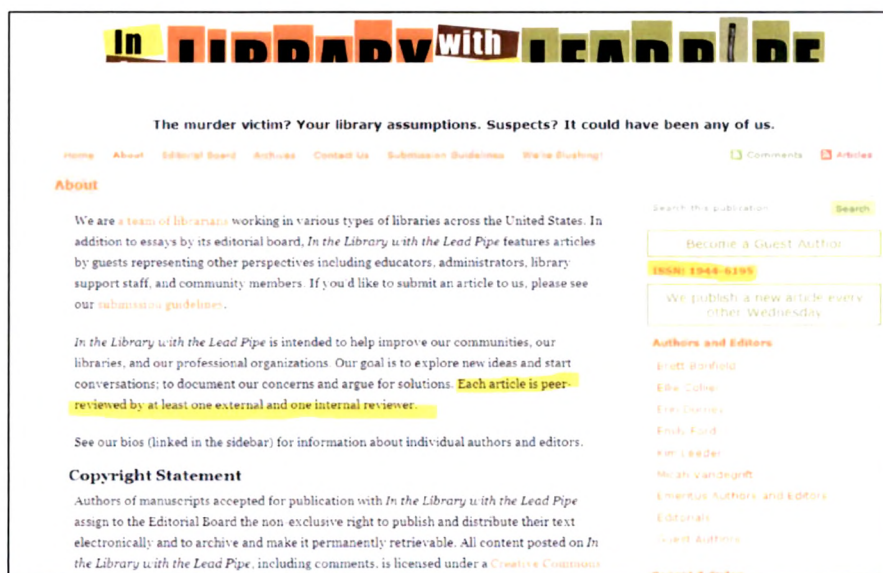 In LIBRARY with LEAD PIPE
The murder victim? Your library assumptions. Suspects? It could have been any of us.
Home About Editorial Board Archives Contact Us Submission Guidelines We're Blushing!
Comments Articles
About
We are a team of librarians working in various types of libraries across the United States. In
addition to essays by its editorial board, In the Library with the Lead Pipe features articles
by guests representing other perspectives including educators, administrators, library
support staff, and community members. If you'd like to submit an article to us, please see
our submission guidelines.
In the Library with the Lead Pipe is intended to help improve our communities, our
libraries, and our professional organizations. Our goal is to explore new ideas and start
conversations; to document our concerns and argue for solutions. Each article is peer-
reviewed by at least one external and one internal reviewer.
See our bios (linked in the sidebar) for information about individual authors and editors.
Copyright Statement
Authors of manuscripts accepted for publication with In the Library with the Lead Pipe
assign to the Editorial Board the non-exclusive right to publish and distribute their text
electronically and to archive and make it permanently retrievable. All content posted on In
the Library with the Lead Pipe, including comments, is licensed under a Creative Commons
Search this publication Search
Become a Guest Author
ISSN: 1944-6195
We publish a new article every
other Wednesday
Authors and Editors
Brett Bonfield
Ellie Collier
Erin Dorney
Emily Ford
Kim Leeder
Micah Vandegrift
Emeritus Authors and Editors
Editorials
Guest Authors